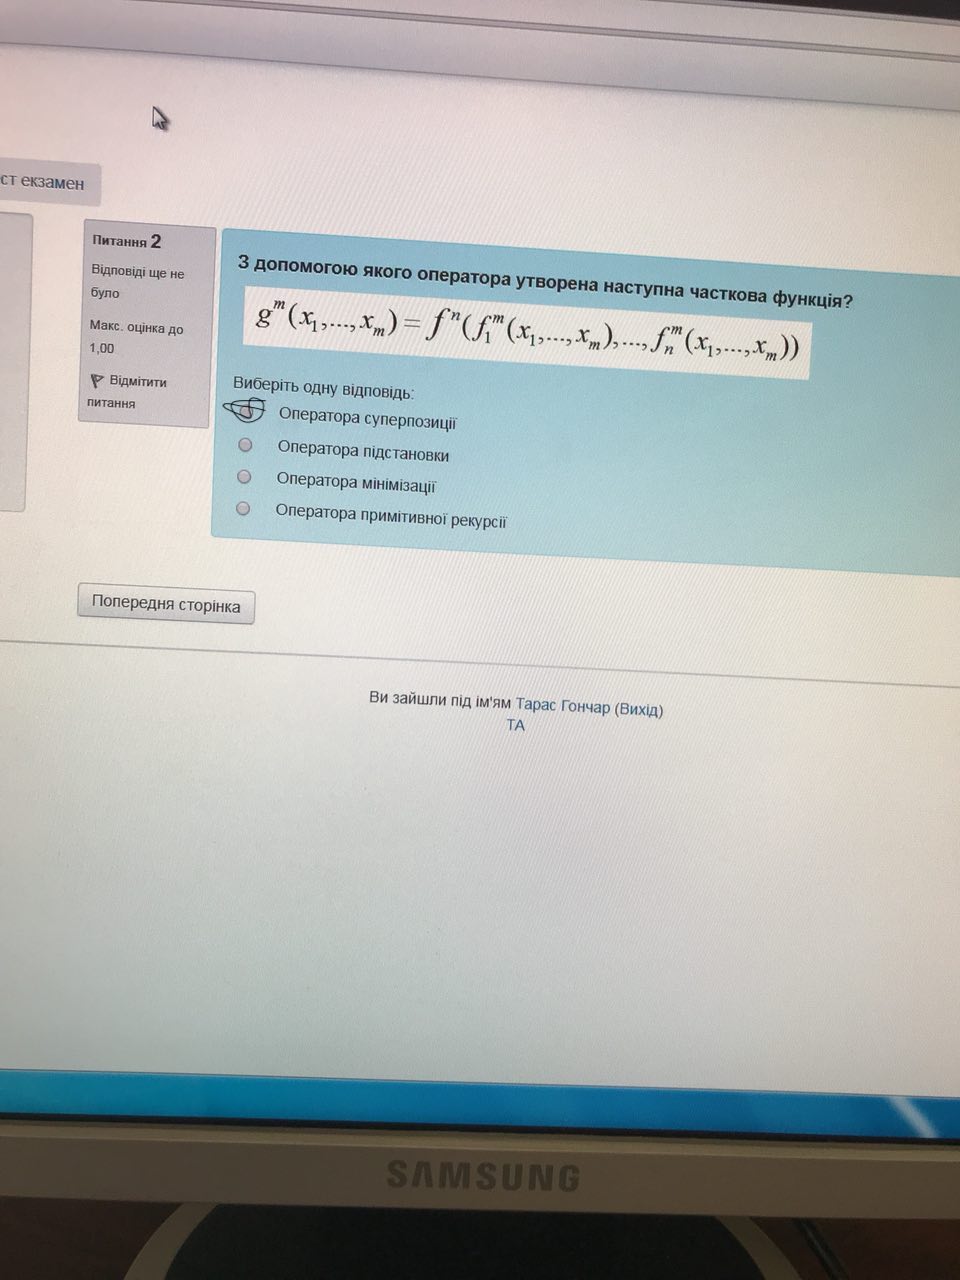 ст екзамен
Питання 2
Відповіді ще не
було
Макс. оцінка до
1,00
Відмітити
питання
З допомогою якого оператора утворена наступна часткова функція?
g^m(x_1,...,x_m) = f^n(f_1^m(x_1,...,x_m),...,f_n^m(x_1,...,x_m))
Виберіть одну відповідь:
Оператора суперпозиції
Оператора підстановки
Оператора мінімізації
Оператора примітивної рекурсії
Попередня сторінка
Ви зайшли під ім'ям Тарас Гончар (Вихід)
ТА
SAMSUNG